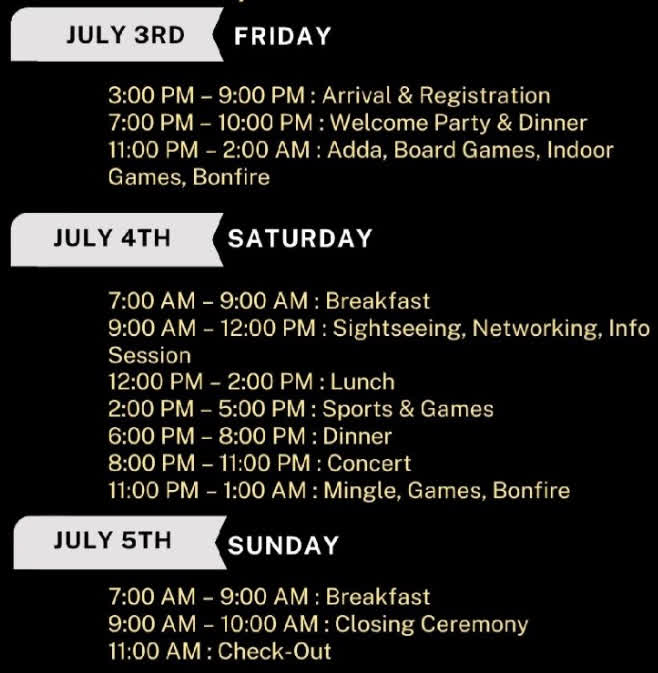 JULY 3RD FRIDAY
3:00 PM – 9:00 PM : Arrival & Registration
7:00 PM – 10:00 PM : Welcome Party & Dinner
11:00 PM – 2:00 AM : Adda, Board Games, Indoor
Games, Bonfire
JULY 4TH SATURDAY
7:00 AM – 9:00 AM : Breakfast
9:00 AM – 12:00 PM : Sightseeing, Networking, Info
Session
12:00 PM – 2:00 PM : Lunch
2:00 PM – 5:00 PM : Sports & Games
6:00 PM – 8:00 PM : Dinner
8:00 PM – 11:00 PM : Concert
11:00 PM – 1:00 AM : Mingle, Games, Bonfire
JULY 5TH SUNDAY
7:00 AM – 9:00 AM : Breakfast
9:00 AM – 10:00 AM : Closing Ceremony
11:00 AM : Check-Out